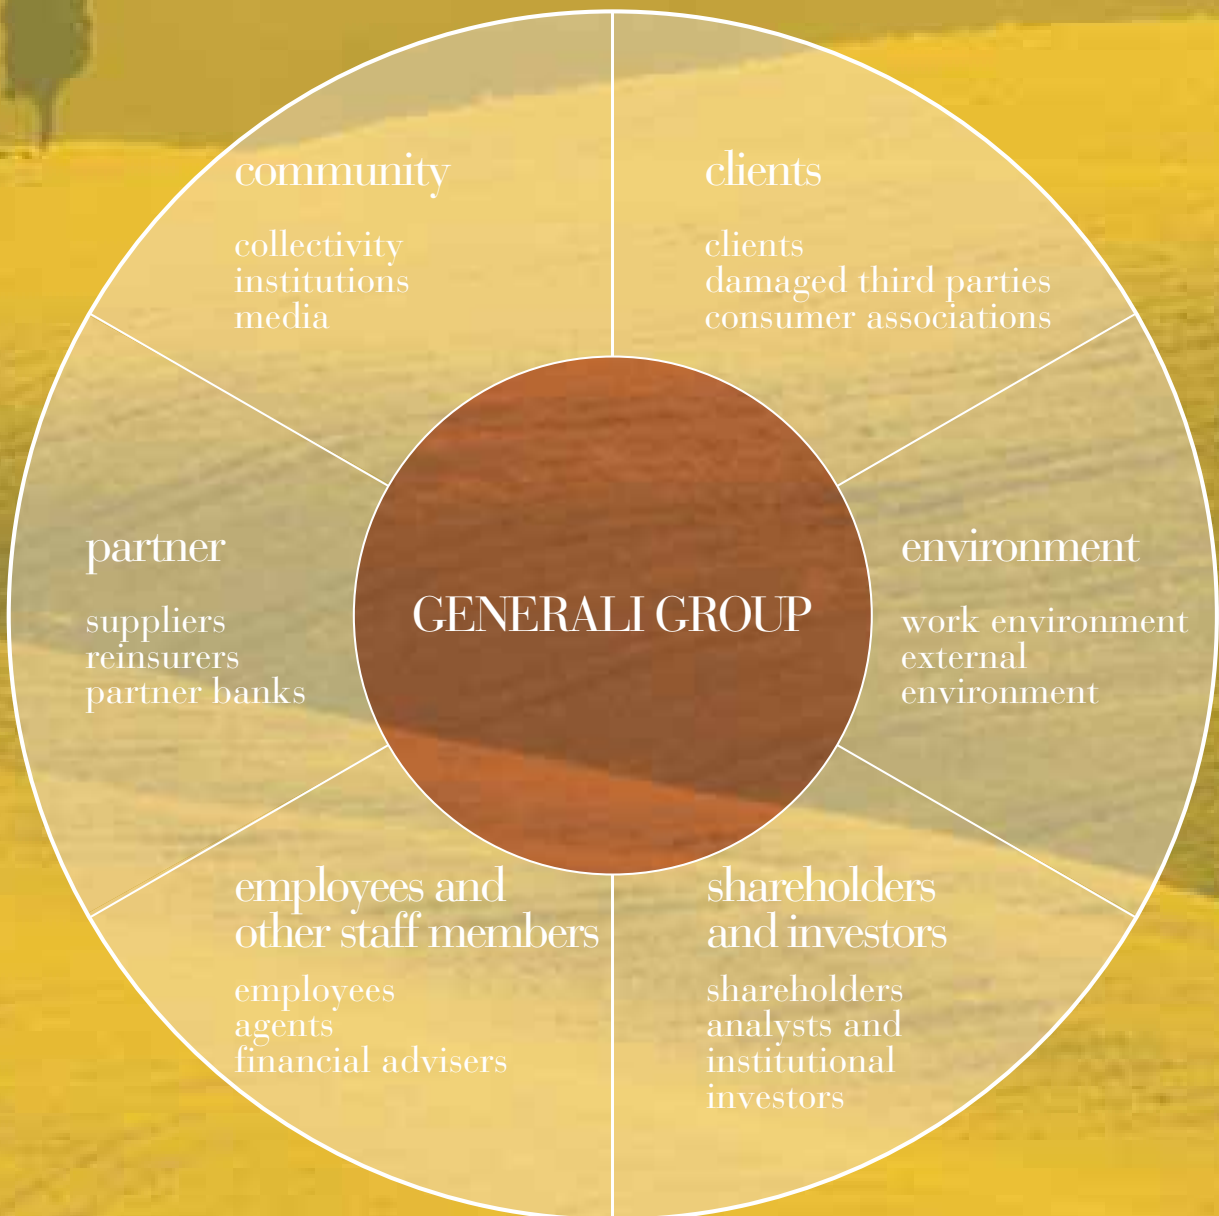 community
collectivity
institutions
media
clients
clients
damaged third parties
consumer associations
partner
suppliers
reinsurers
partner banks
GENERALI GROUP
environment
work environment
external
environment
employees and
other staff members
employees
agents
financial advisers
shareholders
and investors
shareholders
analysts and
institutional
investors